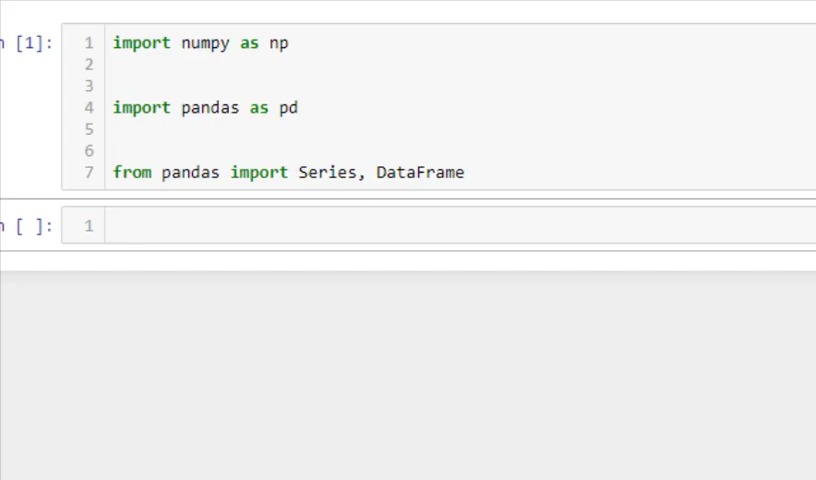 n [1]:
1 import numpy as np
2
3
4 import pandas as pd
5
6
7 from pandas import Series, DataFrame
n [ ]:
1